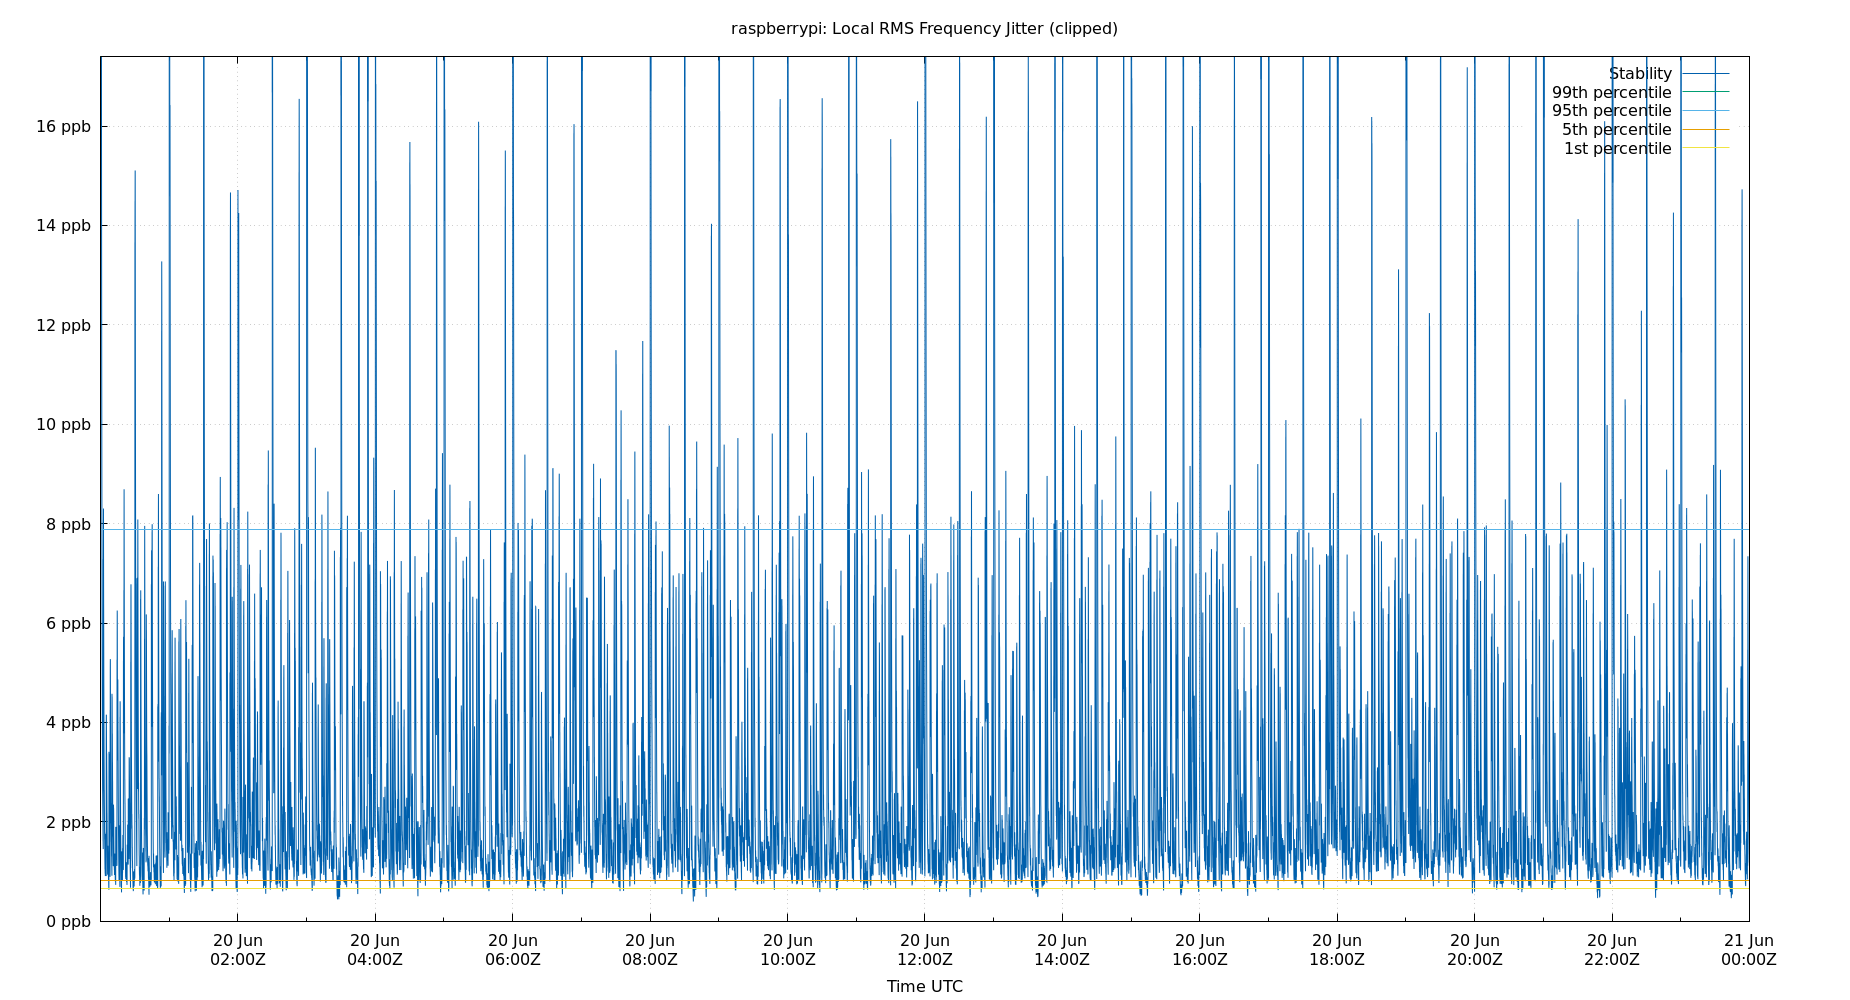 raspberrypi: Local RMS Frequency Jitter (clipped)
Stability
99th percentile
95th percentile
5th percentile
1st percentile
16 ppb
14 ppb
12 ppb
10 ppb
8 ppb
6 ppb
4 ppb
2 ppb
0 ppb
20 Jun 20 Jun 20 Jun 20 Jun 20 Jun 20 Jun 20 Jun 20 Jun 20 Jun 20 Jun 20 Jun 21 Jun
02:00Z 04:00Z 06:00Z 08:00Z 10:00Z 12:00Z 14:00Z 16:00Z 18:00Z 20:00Z 22:00Z 00:00Z
Time UTC